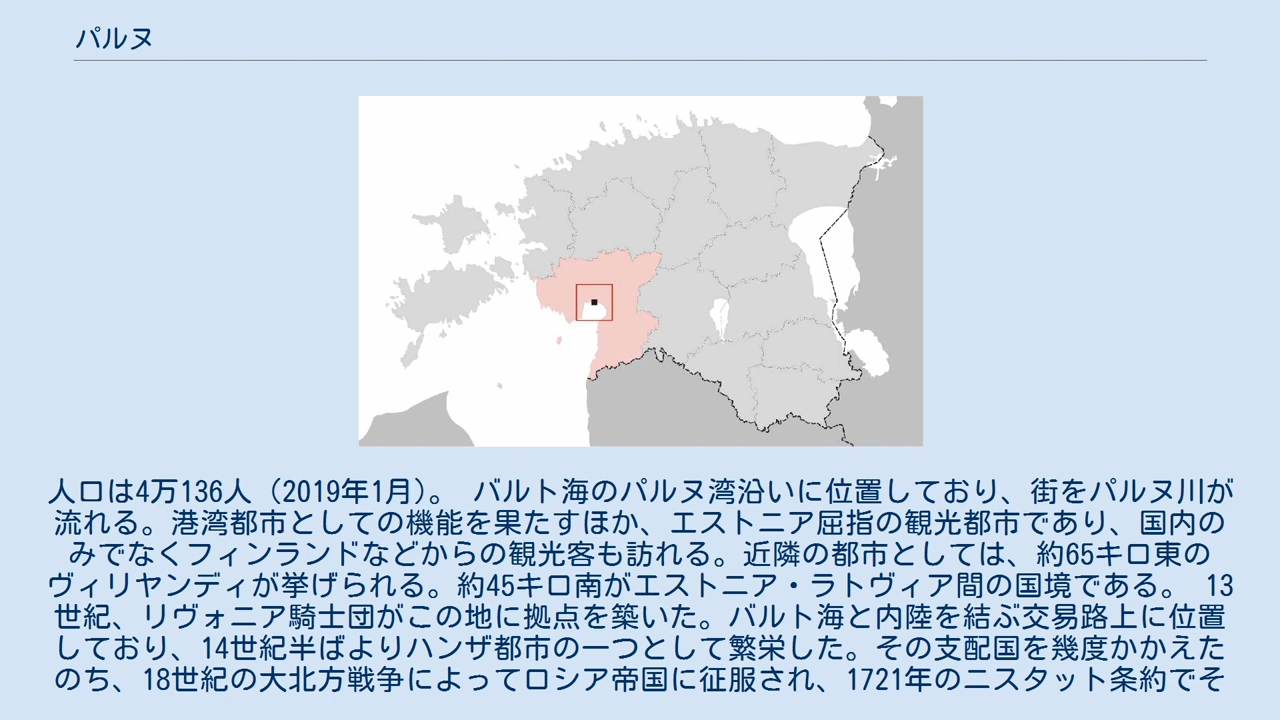 パルヌ
人口は4万136人（2019年1月）。 バルト海のパルヌ湾沿いに位置しており、街をパルヌ川が
流れる。港湾都市としての機能を果たすほか、エストニア屈指の観光都市であり、国内の
みでなくフィンランドなどからの観光客も訪れる。近隣の都市としては、約65キロ東の
ヴィリヤンディが挙げられる。約45キロ南がエストニア・ラトヴィア間の国境である。 13
世紀、リヴォニア騎士団がこの地に拠点を築いた。バルト海と内陸を結ぶ交易路上に位置
しており、14世紀半ばよりハンザ都市の一つとして繁栄した。その支配国を幾度かかえた
のち、18世紀の大北方戦争によってロシア帝国に征服され、1721年のニスタット条約でそ